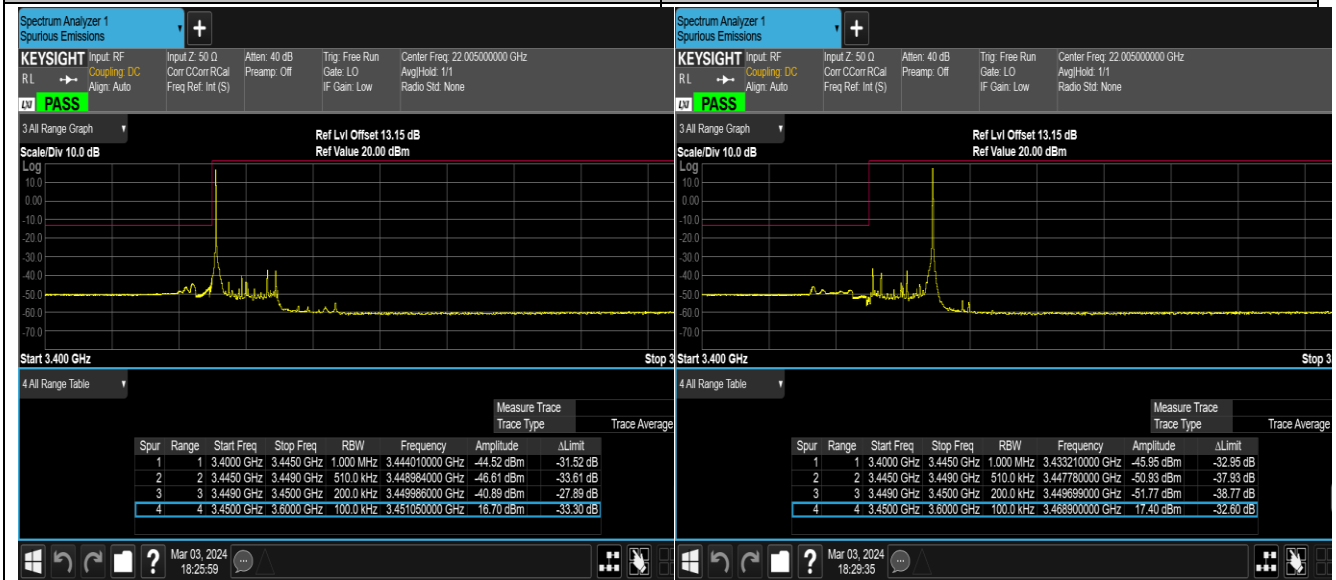 Spectrum Analyzer 1
Spurious Emissions
+
KEYSIGHT Input: RF Input Z: 50 Ω Atten: 40 dB Trig: Free Run Center Freq: 22.005000000 GHz
RL Coupling: DC Corr CCorr RCal Preamp: Off Gate: LO Avg|Hold: 1/1
Align: Auto Freq Ref: Int (S) IF Gain: Low Radio Std: None
LXI PASS
3 All Range Graph
Ref Lvl Offset 13.15 dB
Scale/Div 10.0 dB Ref Value 20.00 dBm
Log
10.0
0.00
-10.0
-20.0
-30.0
-40.0
-50.0
-60.0
-70.0
Start 3.400 GHz Stop 3
4 All Range Table
Measure Trace
Trace Type Trace Average
Spur Range Start Freq Stop Freq RBW Frequency Amplitude ΔLimit
1 1 3.4000 GHz 3.4450 GHz 1.000 MHz 3.444010000 GHz -44.52 dBm -31.52 dB
2 2 3.4450 GHz 3.4490 GHz 510.0 kHz 3.448984000 GHz -46.61 dBm -33.61 dB
3 3 3.4490 GHz 3.4500 GHz 200.0 kHz 3.449986000 GHz -40.89 dBm -27.89 dB
4 4 3.4500 GHz 3.6000 GHz 100.0 kHz 3.451050000 GHz 16.70 dBm -33.30 dB
? Mar 03, 2024
18:25:59
Spectrum Analyzer 1
Spurious Emissions
+
KEYSIGHT Input: RF Input Z: 50 Ω Atten: 40 dB Trig: Free Run Center Freq: 22.005000000 GHz
RL Coupling: DC Corr CCorr RCal Preamp: Off Gate: LO Avg|Hold: 1/1
Align: Auto Freq Ref: Int (S) IF Gain: Low Radio Std: None
LXI PASS
3 All Range Graph
Ref Lvl Offset 13.15 dB
Scale/Div 10.0 dB Ref Value 20.00 dBm
Log
10.0
0.00
-10.0
-20.0
-30.0
-40.0
-50.0
-60.0
-70.0
Start 3.400 GHz Stop 3.
4 All Range Table
Measure Trace
Trace Type Trace Average
Spur Range Start Freq Stop Freq RBW Frequency Amplitude ΔLimit
1 1 3.4000 GHz 3.4450 GHz 1.000 MHz 3.433210000 GHz -45.95 dBm -32.95 dB
2 2 3.4450 GHz 3.4490 GHz 510.0 kHz 3.447780000 GHz -50.93 dBm -37.93 dB
3 3 3.4490 GHz 3.4500 GHz 200.0 kHz 3.449699000 GHz -51.77 dBm -38.77 dB
4 4 3.4500 GHz 3.6000 GHz 100.0 kHz 3.468900000 GHz 17.40 dBm -32.60 dB
? Mar 03, 2024
18:29:35